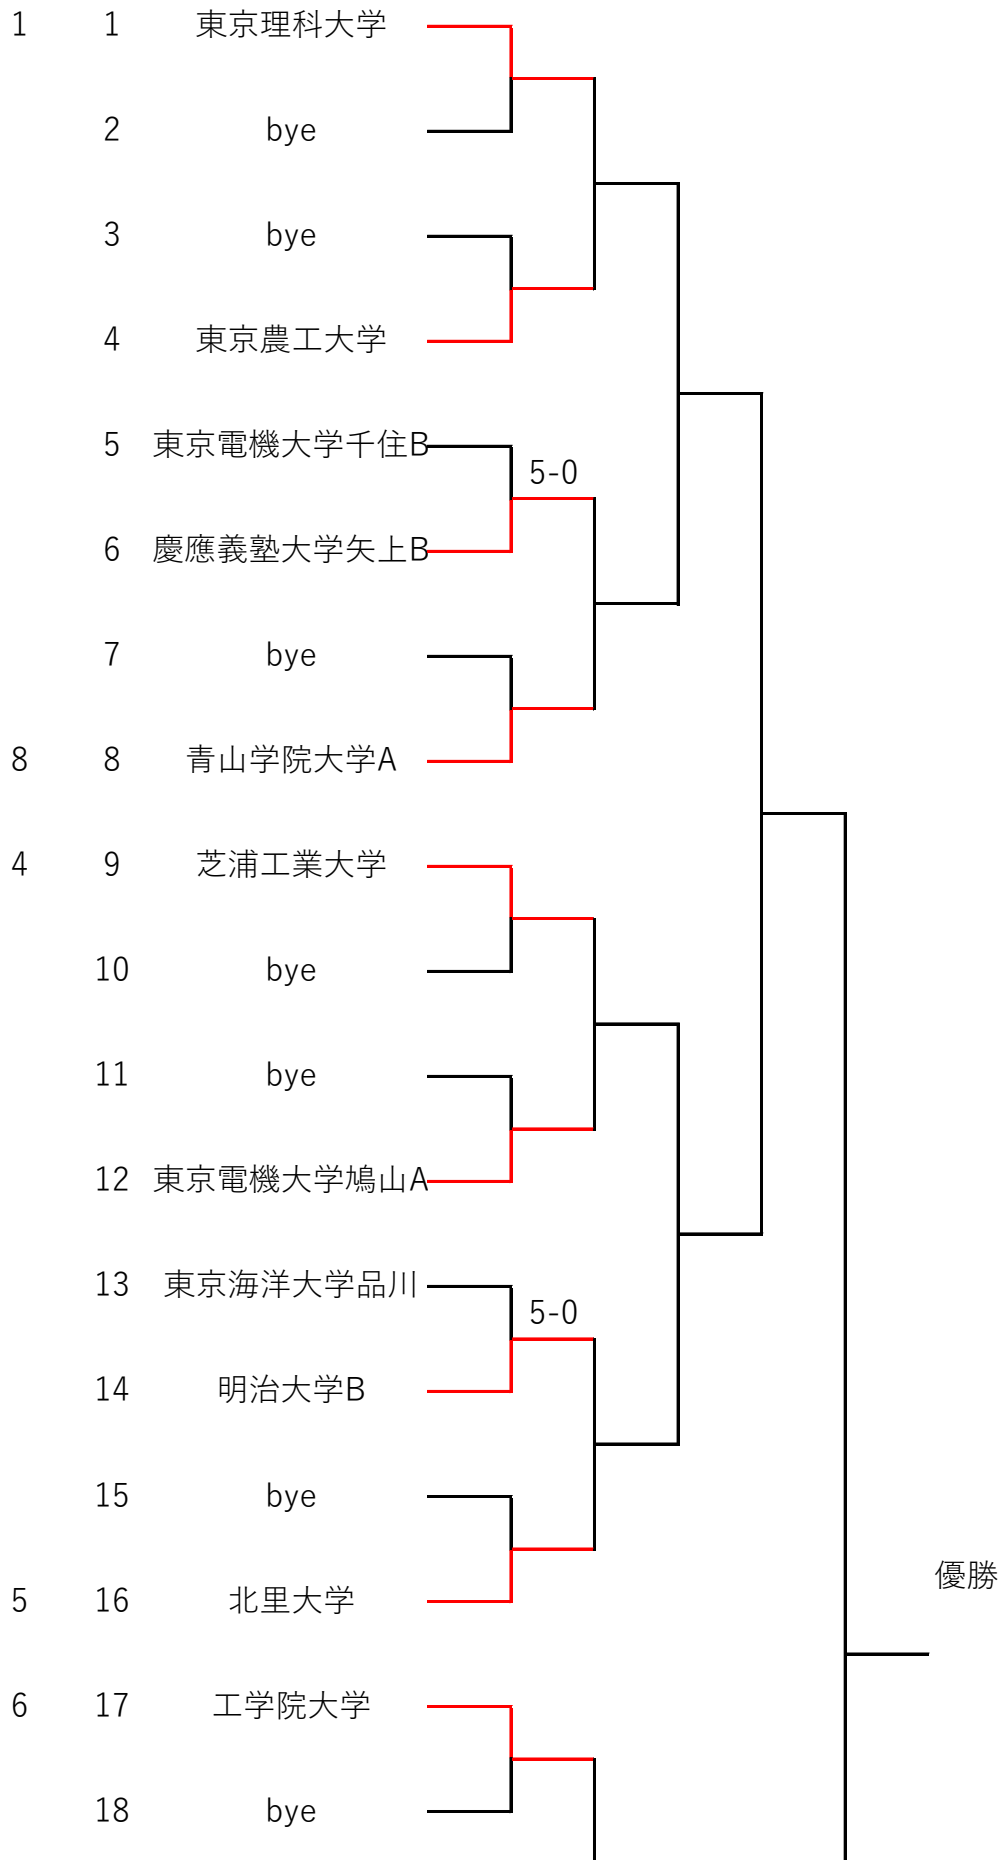 1 1 東京理科大学
2 bye
3 bye
4 東京農工大学
5 東京電機大学千住B
5-0
6 慶應義塾大学矢上B
7 bye
8 8 青山学院大学A
4 9 芝浦工業大学
10 bye
11 bye
12 東京電機大学鳩山A
13 東京海洋大学品川
5-0
14 明治大学B
15 bye
優勝
5 16 北里大学
6 17 工学院大学
18 bye